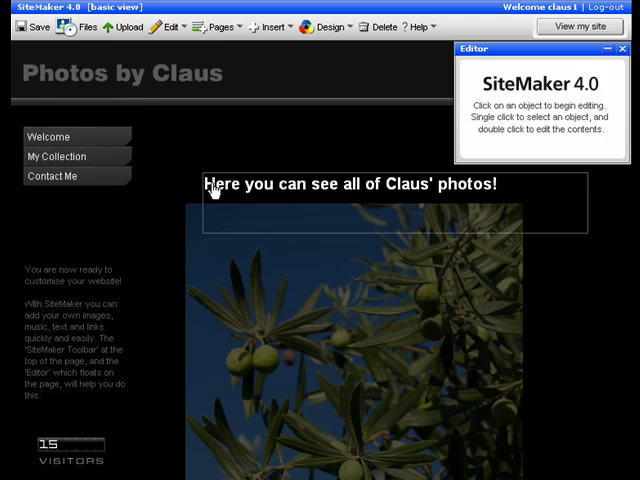 SiteMaker 4.0 [basic view]
Welcome claus1 | Log-out
Save Files Upload Edit Pages Insert Design Delete ? Help
View my site
Editor
SiteMaker 4.0
Click on an object to begin editing.
Single click to select an object, and
double click to edit the contents.
Photos by Claus
Welcome
My Collection
Contact Me
Here you can see all of Claus' photos!
You are now ready to
customise your website!
With SiteMaker you can
add your own images,
music, text and links
quickly and easily. The
'SiteMaker Toolbar' at the
top of the page, and the
'Editor' which floats on
the page, will help you do
this.
15
VISITORS